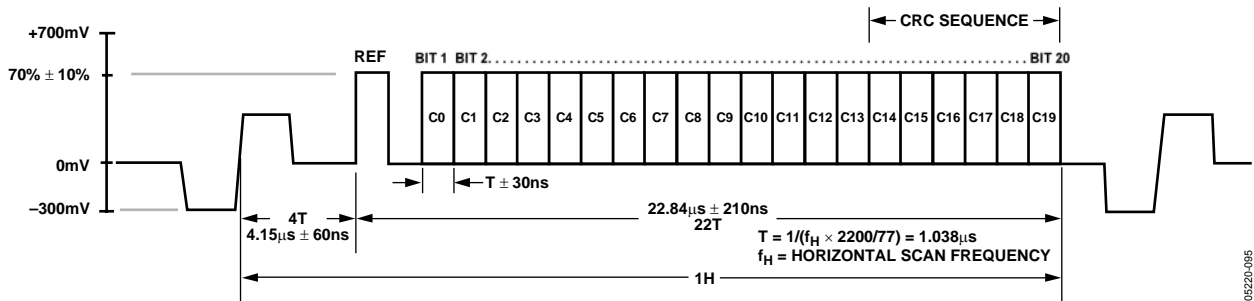 CRC SEQUENCE
+700mV
REF
BIT 1 BIT 2
BIT 20
70% ± 10%
C0 C1 C2 C3 C4 C5 C6 C7 C8 C9 C10 C11 C12 C13 C14 C15 C16 C17 C18 C19
0mV
T ± 30ns
–300mV
4T
4.15µs ± 60ns
22.84µs ± 210ns
22T
T = 1/(fH × 2200/77) = 1.038µs
fH = HORIZONTAL SCAN FREQUENCY
1H
05220-095